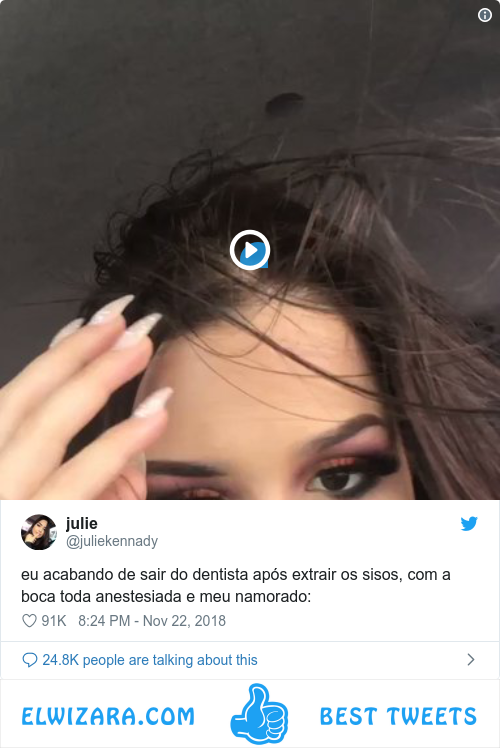 julie
@juliekennady
eu acabando de sair do dentista após extrair os sisos, com a
boca toda anestesiada e meu namorado:
91K 8:24 PM - Nov 22, 2018
24.8K people are talking about this
ELWIZARA.COM BEST TWEETS